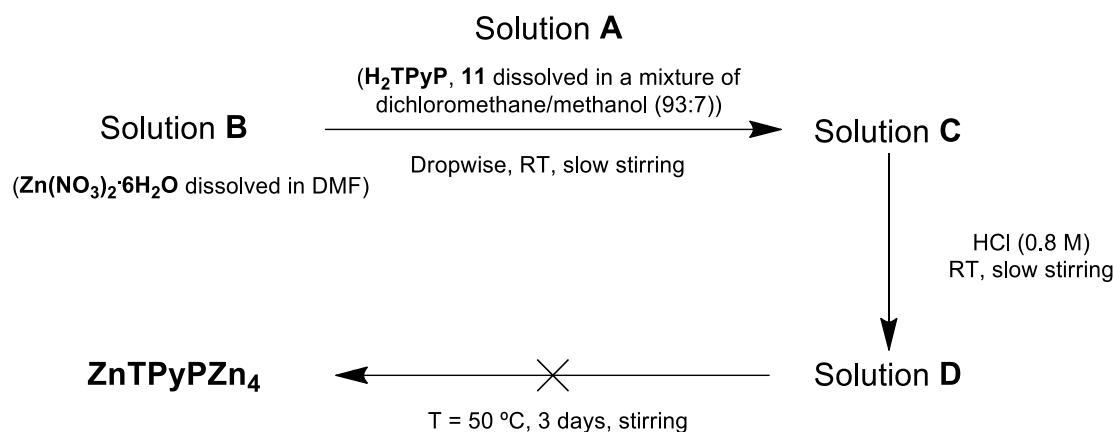 Solution A
(H₂TPyP, 11 dissolved in a mixture of
dichloromethane/methanol (93:7))
Solution B
Solution C
Dropwise, RT, slow stirring
(Zn(NO₃)₂·6H₂O dissolved in DMF)
HCl (0.8 M)
RT, slow stirring
ZnTPyPZn₄
Solution D
T = 50 ºC, 3 days, stirring